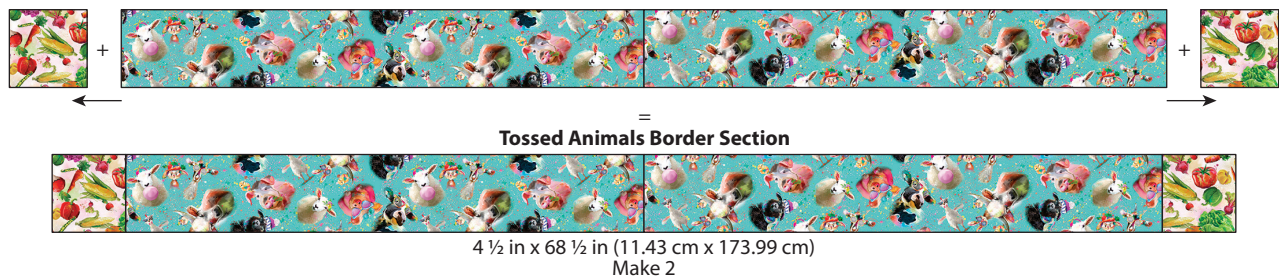 + +
=
Tossed Animals Border Section
4 ½ in x 68 ½ in (11.43 cm x 173.99 cm)
Make 2